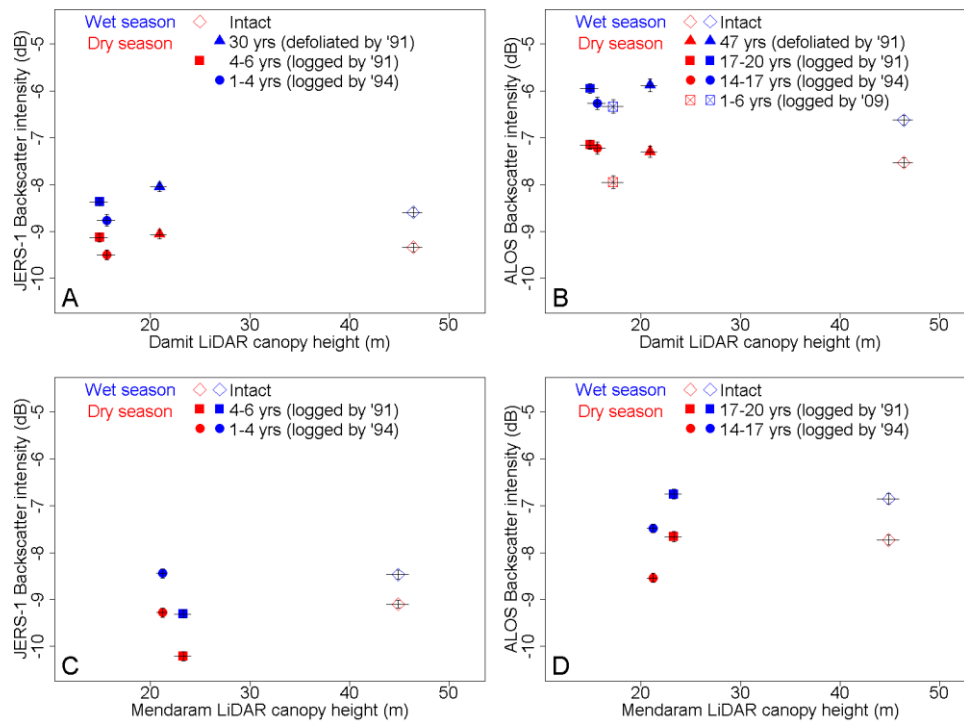 Wet season Intact
Dry season 30 yrs (defoliated by '91)
4-6 yrs (logged by '91)
1-4 yrs (logged by '94)
JERS-1 Backscatter intensity (dB)
-5
-6
-7
-8
-9
-10
A
20 30 40 50
Damit LiDAR canopy height (m)
Wet season Intact
Dry season 47 yrs (defoliated by '91)
17-20 yrs (logged by '91)
14-17 yrs (logged by '94)
1-6 yrs (logged by '09)
ALOS Backscatter intensity (dB)
-5
-6
-7
-8
-9
-10
B
20 30 40 50
Damit LiDAR canopy height (m)
Wet season Intact
Dry season 4-6 yrs (logged by '91)
1-4 yrs (logged by '94)
JERS-1 Backscatter intensity (dB)
-5
-6
-7
-8
-9
-10
C
20 30 40 50
Mendaram LiDAR canopy height (m)
Wet season Intact
Dry season 17-20 yrs (logged by '91)
14-17 yrs (logged by '94)
ALOS Backscatter intensity (dB)
-5
-6
-7
-8
-9
-10
D
20 30 40 50
Mendaram LiDAR canopy height (m)